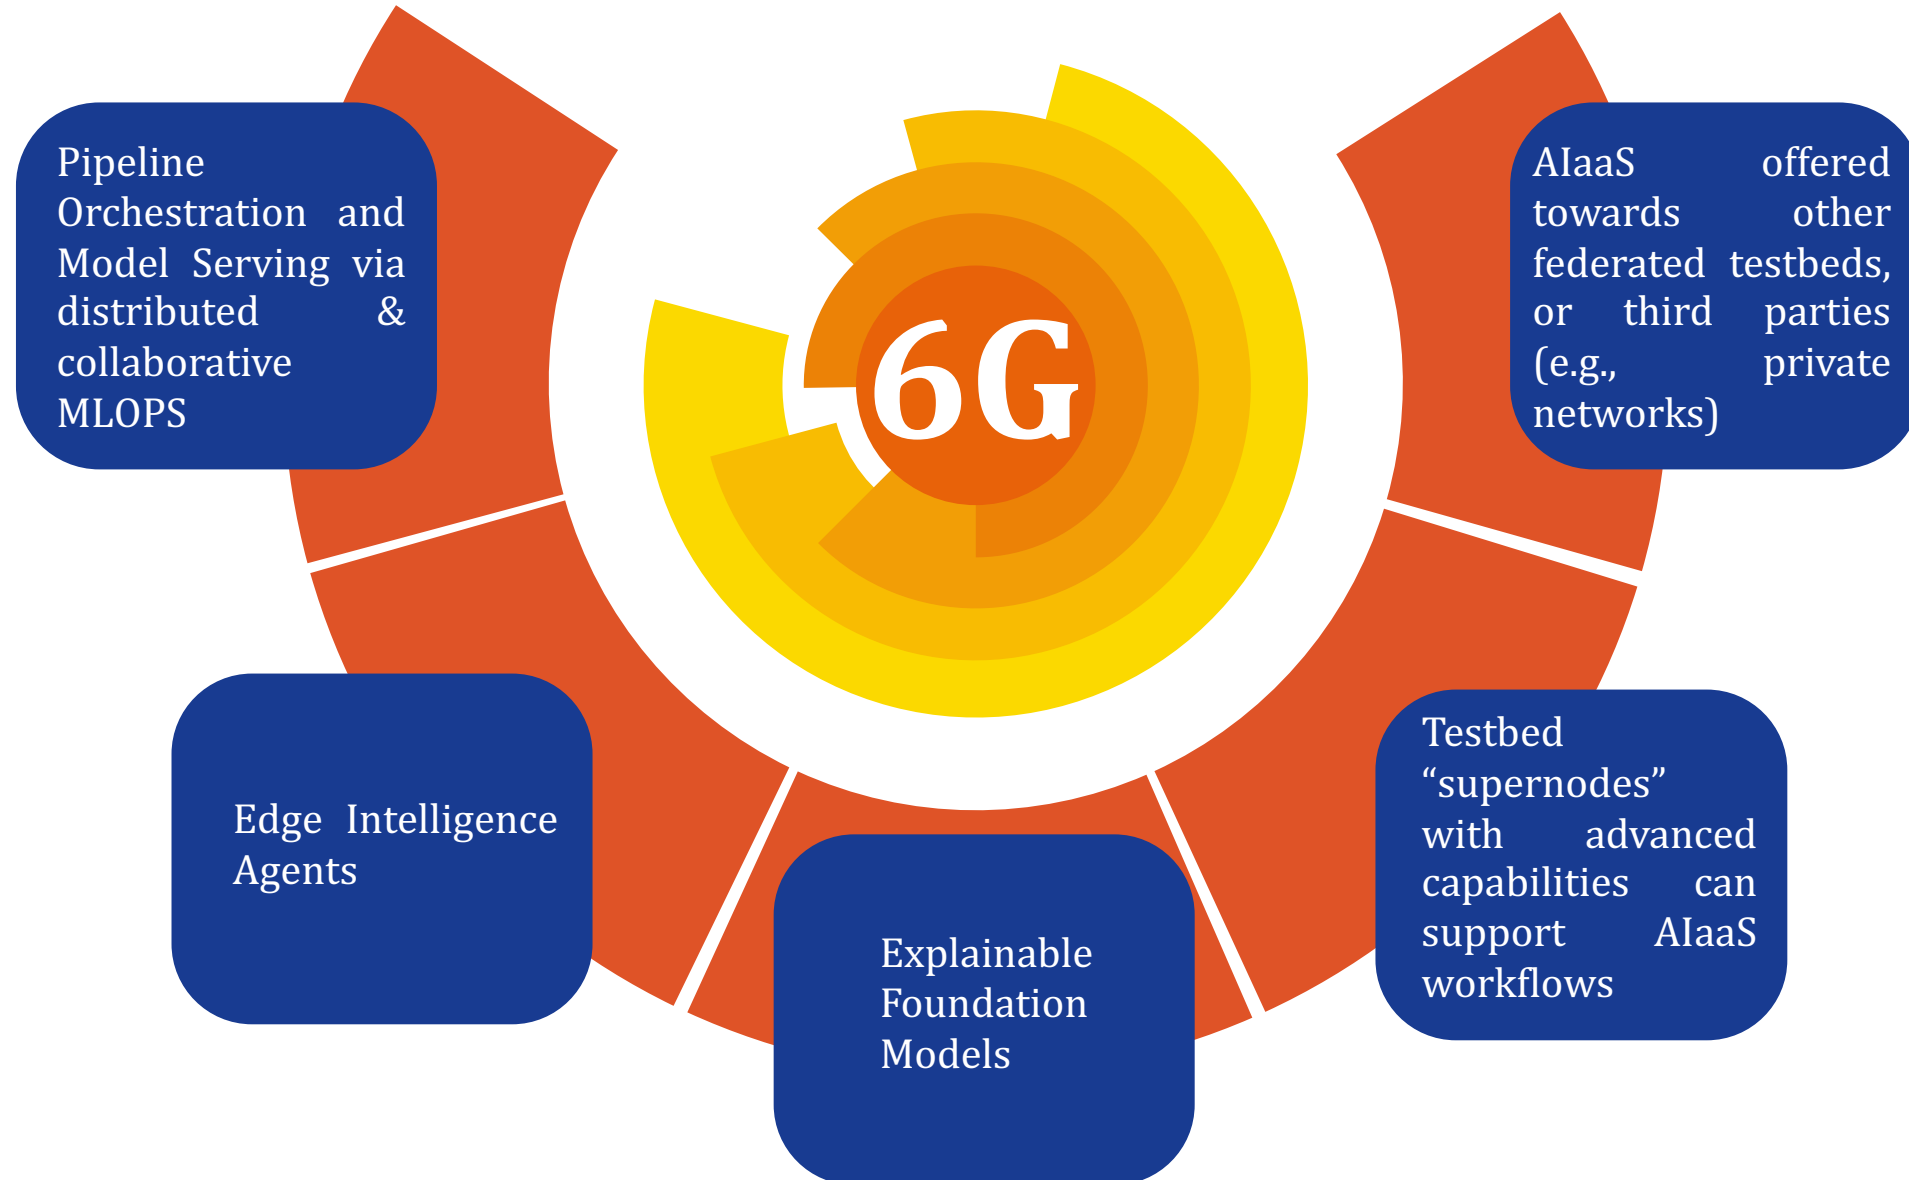 Pipeline
Orchestration and
Model Serving via
distributed &
collaborative
MLOPS
6G
AIaaS offered
towards other
federated testbeds,
or third parties
(e.g., private
networks)
Edge Intelligence
Agents
Explainable
Foundation
Models
Testbed
“supernodes”
with advanced
capabilities can
support AIaaS
workflows